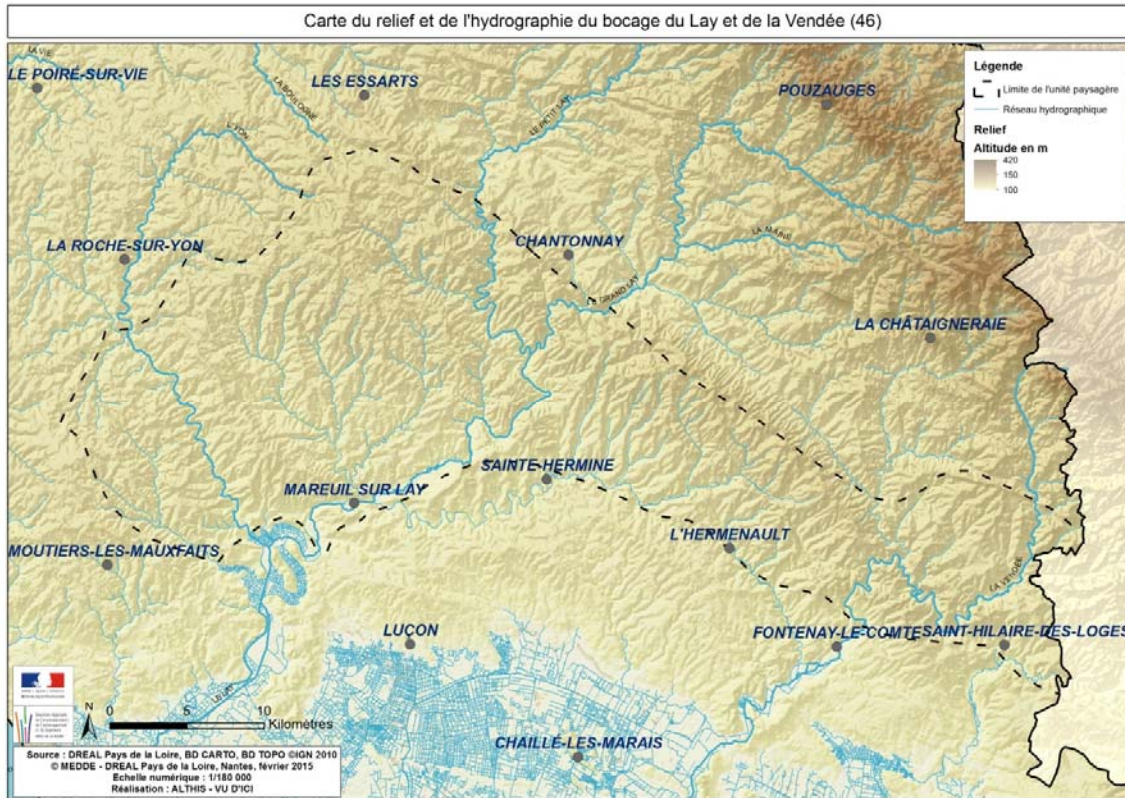 Carte du relief et de l'hydrographie du bocage du Lay et de la Vendée (46)
LA VIE
LE POIRÉ-SUR-VIE
LES ESSARTS
LA BOULOGNE
LE PETIT LAY
POUZAUGES
Légende
Limite de l'unité paysagère
Réseau hydrographique
Relief
Altitude en m
420
150
100
L'YON
LA ROCHE-SUR-YON
CHANTONNAY
LA MARIE
LE GRAND LAY
LA CHÂTAIGNERAIE
SAINTE-HERMINE
MAREUIL SUR LAY
MOUTIERS-LES-MAUXFAITS
L'HERMENAULT
LA VENDÉE
LUÇON
FONTENAY-LE-COMTE
SAINT-HILAIRE-DES-LOGES
LE LAY
CHAILLÉ-LES-MARAIS
N
0 5 10
Kilomètres
Source : DREAL Pays de la Loire, BD CARTO, BD TOPO ©IGN 2010
© MEDDE - DREAL Pays de la Loire, Nantes, février 2015
Echelle numérique : 1/180 000
Réalisation : ALTHIS - VU D'ICI